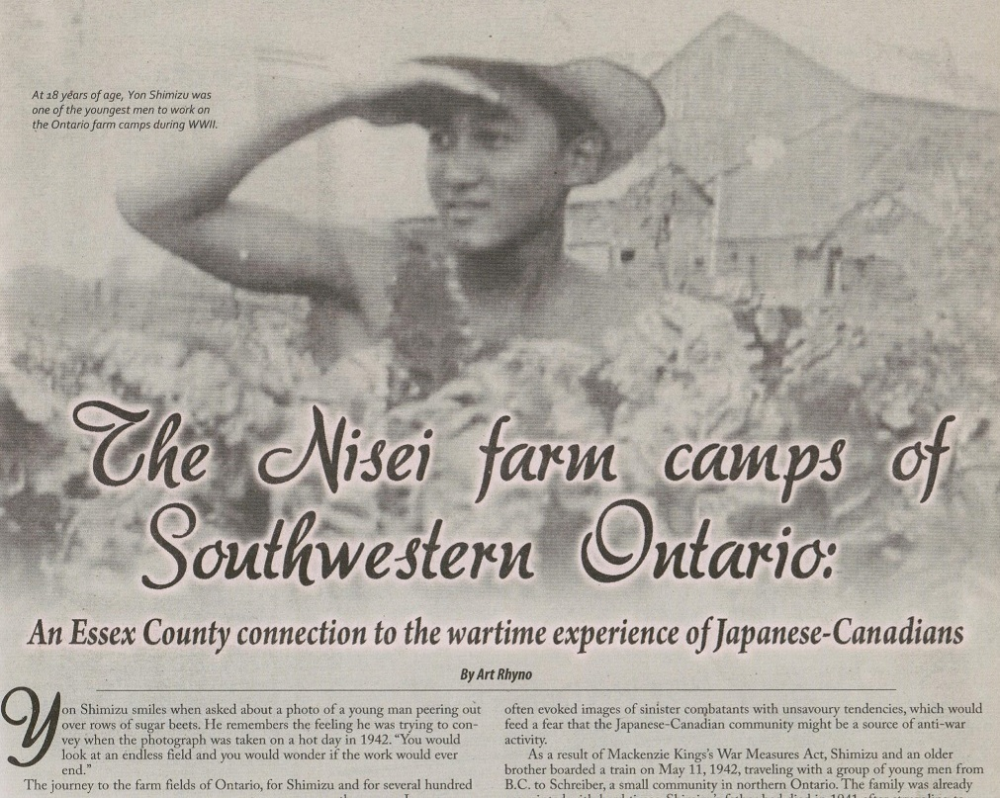 At 18 years of age, Yon Shimizu was
one of the youngest men to work on
the Ontario farm camps during WWII.
The Nisei farm camps of
Southwestern Ontario:
An Essex County connection to the wartime experience of Japanese-Canadians
By Art Rhyno
Yon Shimizu smiles when asked about a photo of a young man peering out
over rows of sugar beets. He remembers the feeling he was trying to con-
vey when the photograph was taken on a hot day in 1942. “You would
look at an endless field and you would wonder if the work would ever
end.”
The journey to the farm fields of Ontario, for Shimizu and for several hundred
often evoked images of sinister combatants with unsavoury tendencies, which would
feed a fear that the Japanese-Canadian community might be a source of anti-war
activity.
As a result of Mackenzie Kings’s War Measures Act, Shimizu and an older
brother boarded a train on May 11, 1942, traveling with a group of young men from
B.C. to Schreiber, a small community in northern Ontario. The family was already